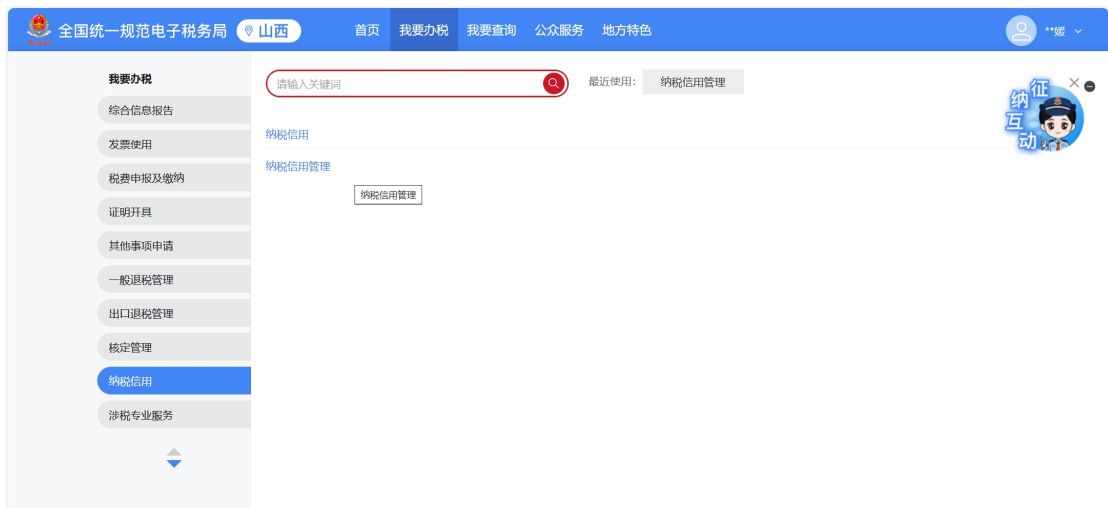 全国统一规范电子税务局 山西 首页 我要办税 我要查询 公众服务 地方特色 **媛
我要办税
请输入关键词 最近使用： 纳税信用管理
综合信息报告
征纳互动
发票使用
纳税信用
税费申报及缴纳
纳税信用管理
纳税信用管理
证明开具
其他事项申请
一般退税管理
出口退税管理
核定管理
纳税信用
涉税专业服务